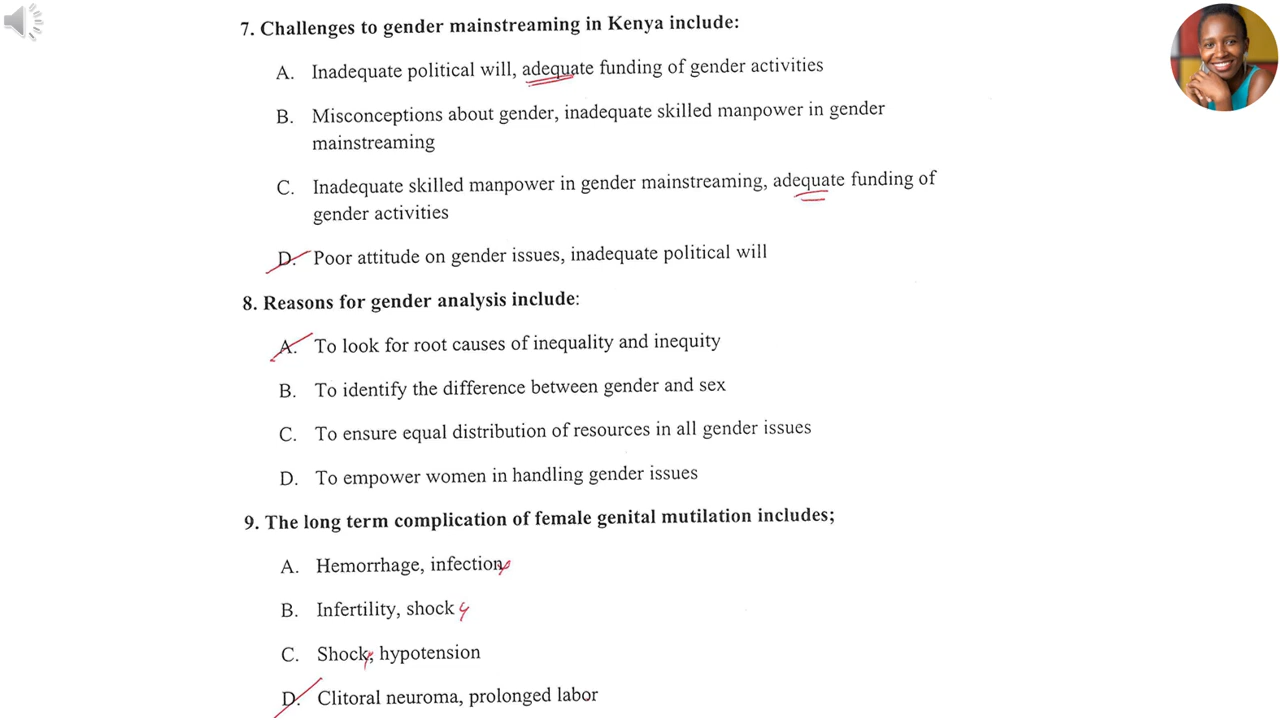 7. Challenges to gender mainstreaming in Kenya include:
A. Inadequate political will, adequate funding of gender activities
B. Misconceptions about gender, inadequate skilled manpower in gender
mainstreaming
C. Inadequate skilled manpower in gender mainstreaming, adequate funding of
gender activities
D. Poor attitude on gender issues, inadequate political will
8. Reasons for gender analysis include:
A. To look for root causes of inequality and inequity
B. To identify the difference between gender and sex
C. To ensure equal distribution of resources in all gender issues
D. To empower women in handling gender issues
9. The long term complication of female genital mutilation includes;
A. Hemorrhage, infection
B. Infertility, shock
C. Shock, hypotension
D. Clitoral neuroma, prolonged labor